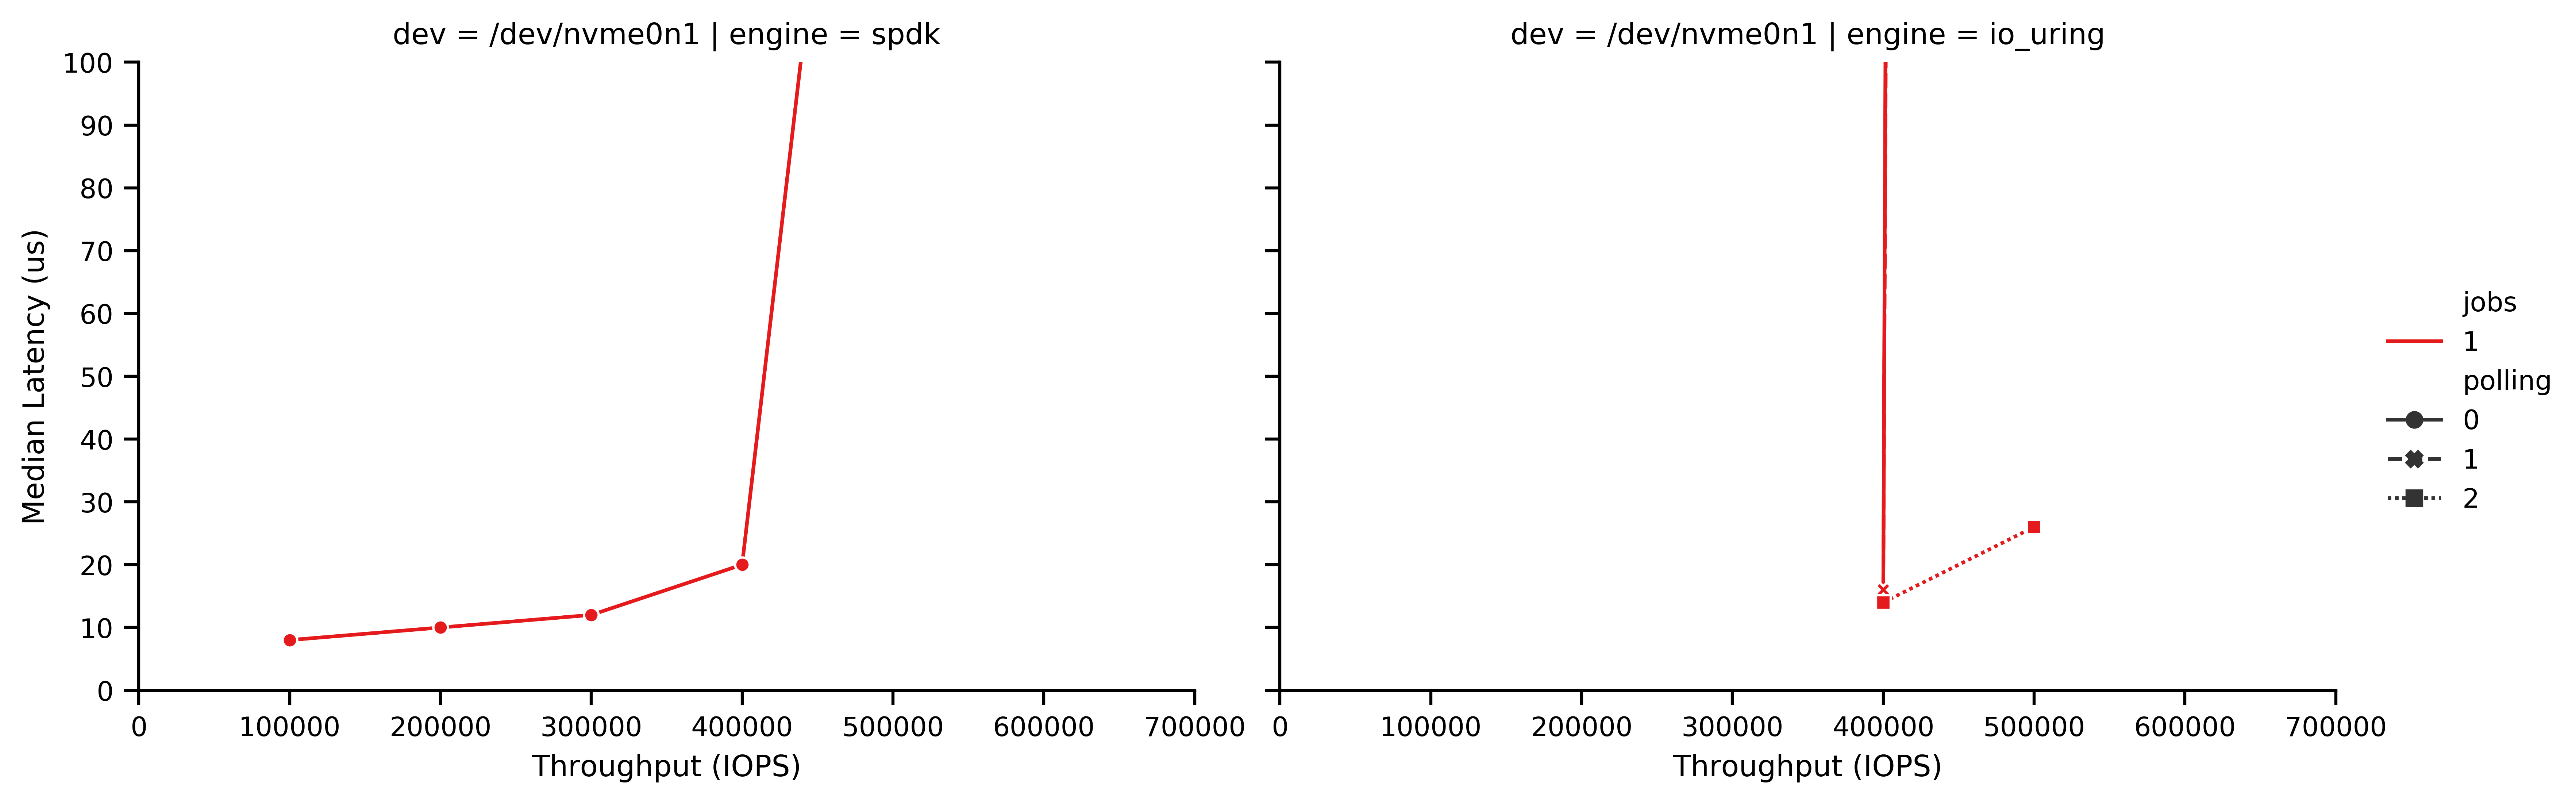 dev = /dev/nvme0n1 | engine = spdk
dev = /dev/nvme0n1 | engine = io_uring
Median Latency (us)
100
90
80
70
60
50
40
30
20
10
0
0 100000 200000 300000 400000 500000 600000 700000
Throughput (IOPS)
0 100000 200000 300000 400000 500000 600000 700000
Throughput (IOPS)
jobs
1
polling
0
1
2